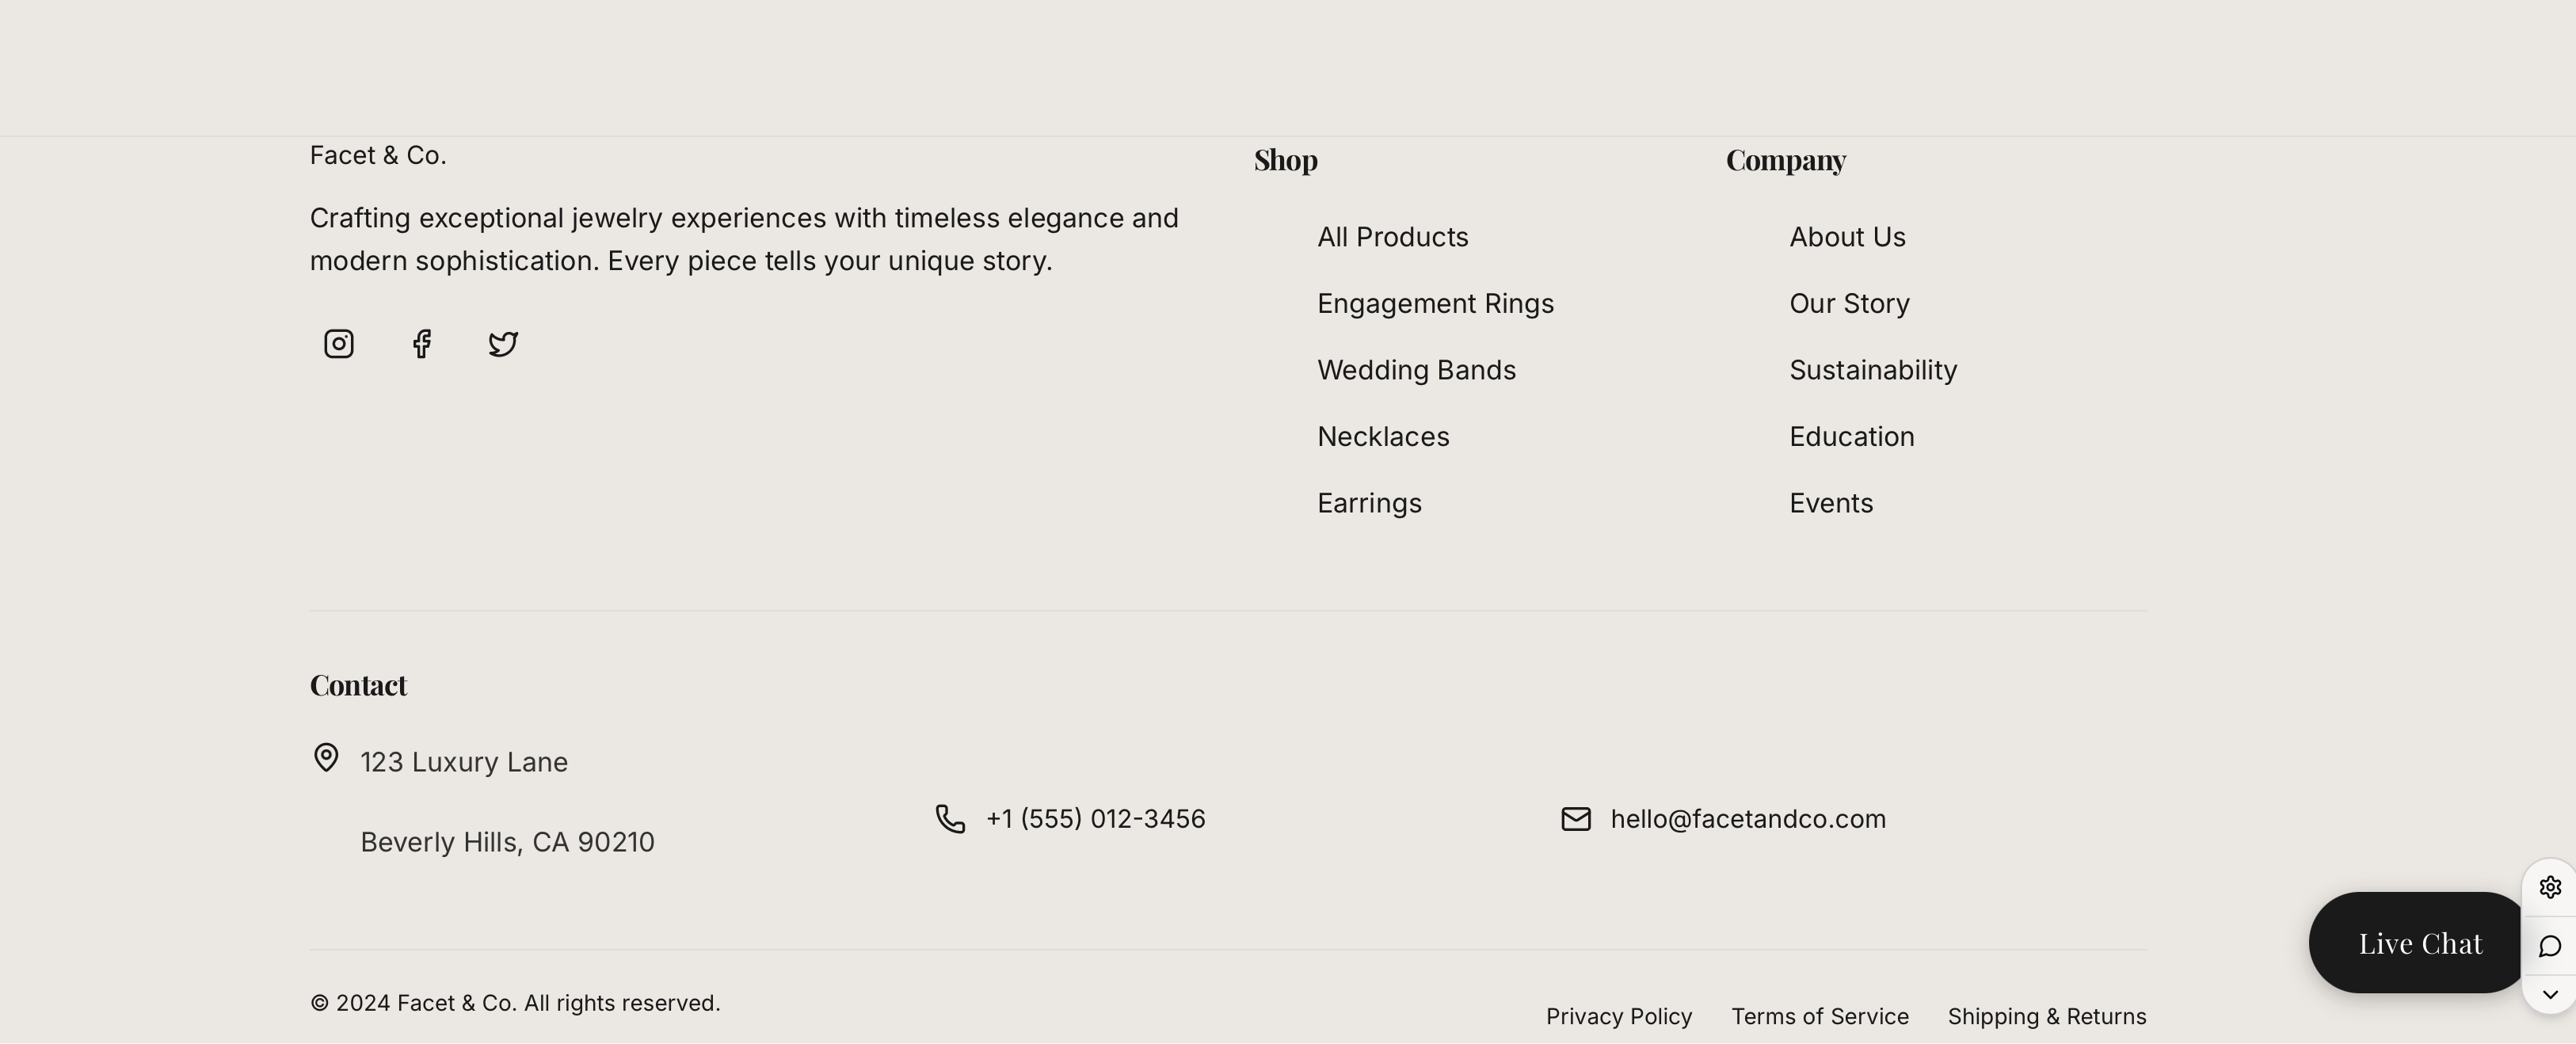 Facet & Co.
Crafting exceptional jewelry experiences with timeless elegance and
modern sophistication. Every piece tells your unique story.
Shop
All Products
Engagement Rings
Wedding Bands
Necklaces
Earrings
Company
About Us
Our Story
Sustainability
Education
Events
Contact
123 Luxury Lane
Beverly Hills, CA 90210
+1 (555) 012-3456
hello@facetandco.com
Live Chat
© 2024 Facet & Co. All rights reserved.
Privacy Policy
Terms of Service
Shipping & Returns